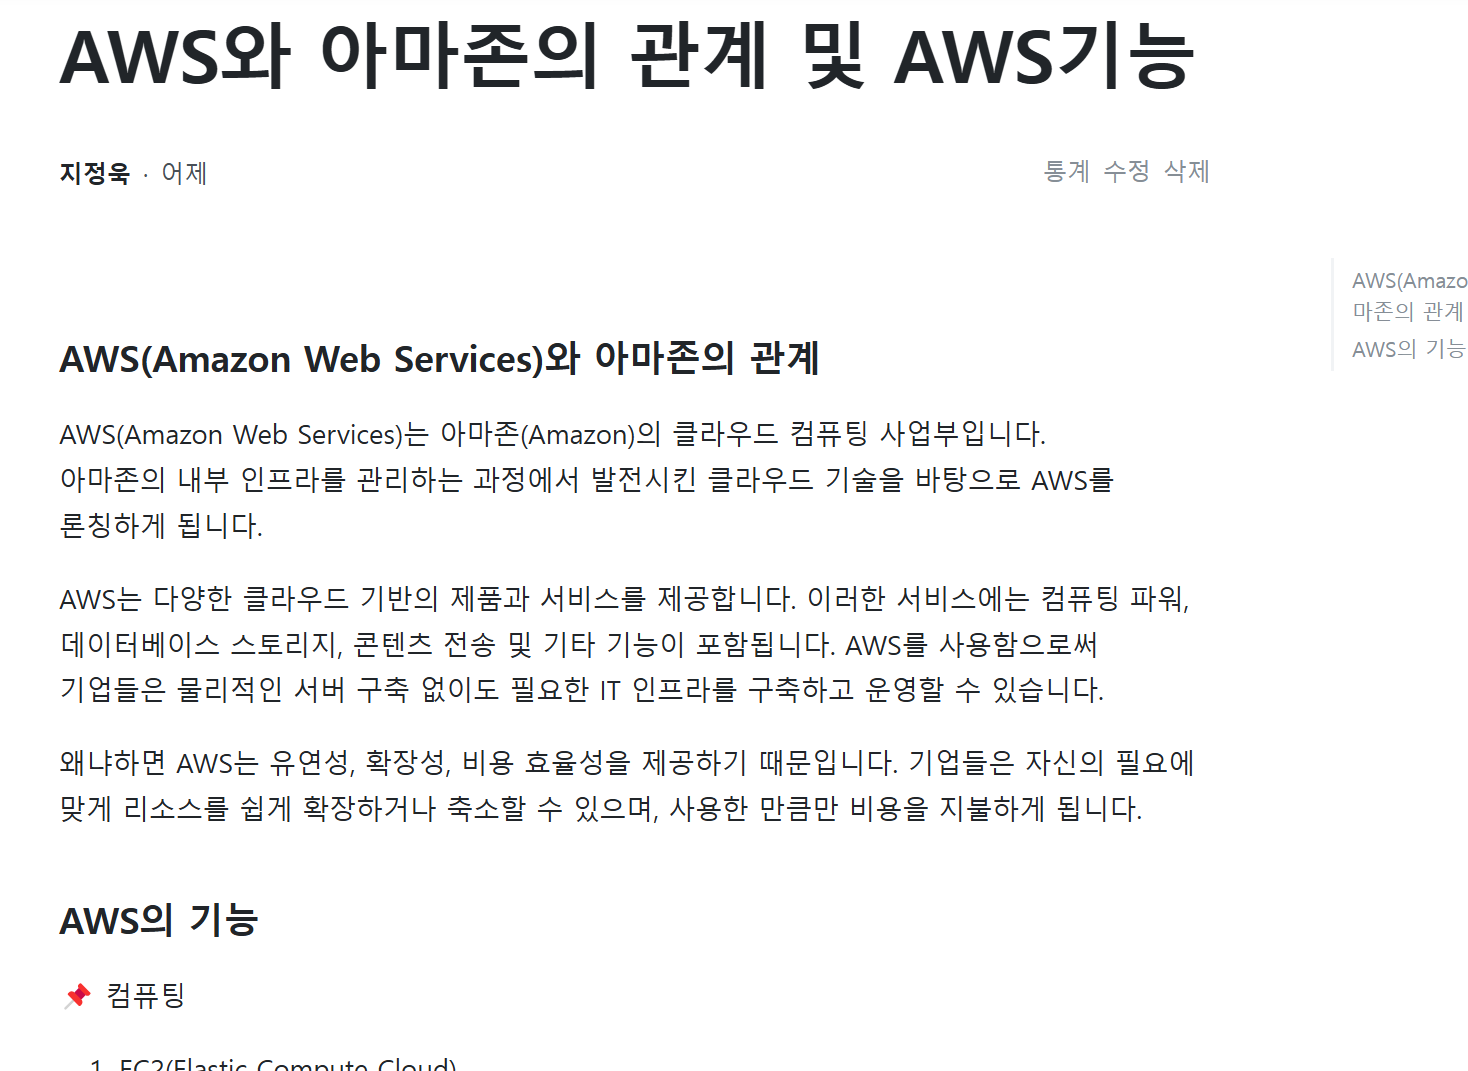 AWS와 아마존의 관계 및 AWS기능
지정욱 · 어제
통계 수정 삭제
AWS(Amazo
마존의 관계
AWS의 기능
AWS(Amazon Web Services)와 아마존의 관계
AWS(Amazon Web Services)는 아마존(Amazon)의 클라우드 컴퓨팅 사업부입니다.
아마존의 내부 인프라를 관리하는 과정에서 발전시킨 클라우드 기술을 바탕으로 AWS를
론칭하게 됩니다.
AWS는 다양한 클라우드 기반의 제품과 서비스를 제공합니다. 이러한 서비스에는 컴퓨팅 파워,
데이터베이스 스토리지, 콘텐츠 전송 및 기타 기능이 포함됩니다. AWS를 사용함으로써
기업들은 물리적인 서버 구축 없이도 필요한 IT 인프라를 구축하고 운영할 수 있습니다.
왜냐하면 AWS는 유연성, 확장성, 비용 효율성을 제공하기 때문입니다. 기업들은 자신의 필요에
맞게 리소스를 쉽게 확장하거나 축소할 수 있으며, 사용한 만큼만 비용을 지불하게 됩니다.
AWS의 기능
📌 컴퓨팅
1. EC2(Elastic Compute Cloud)